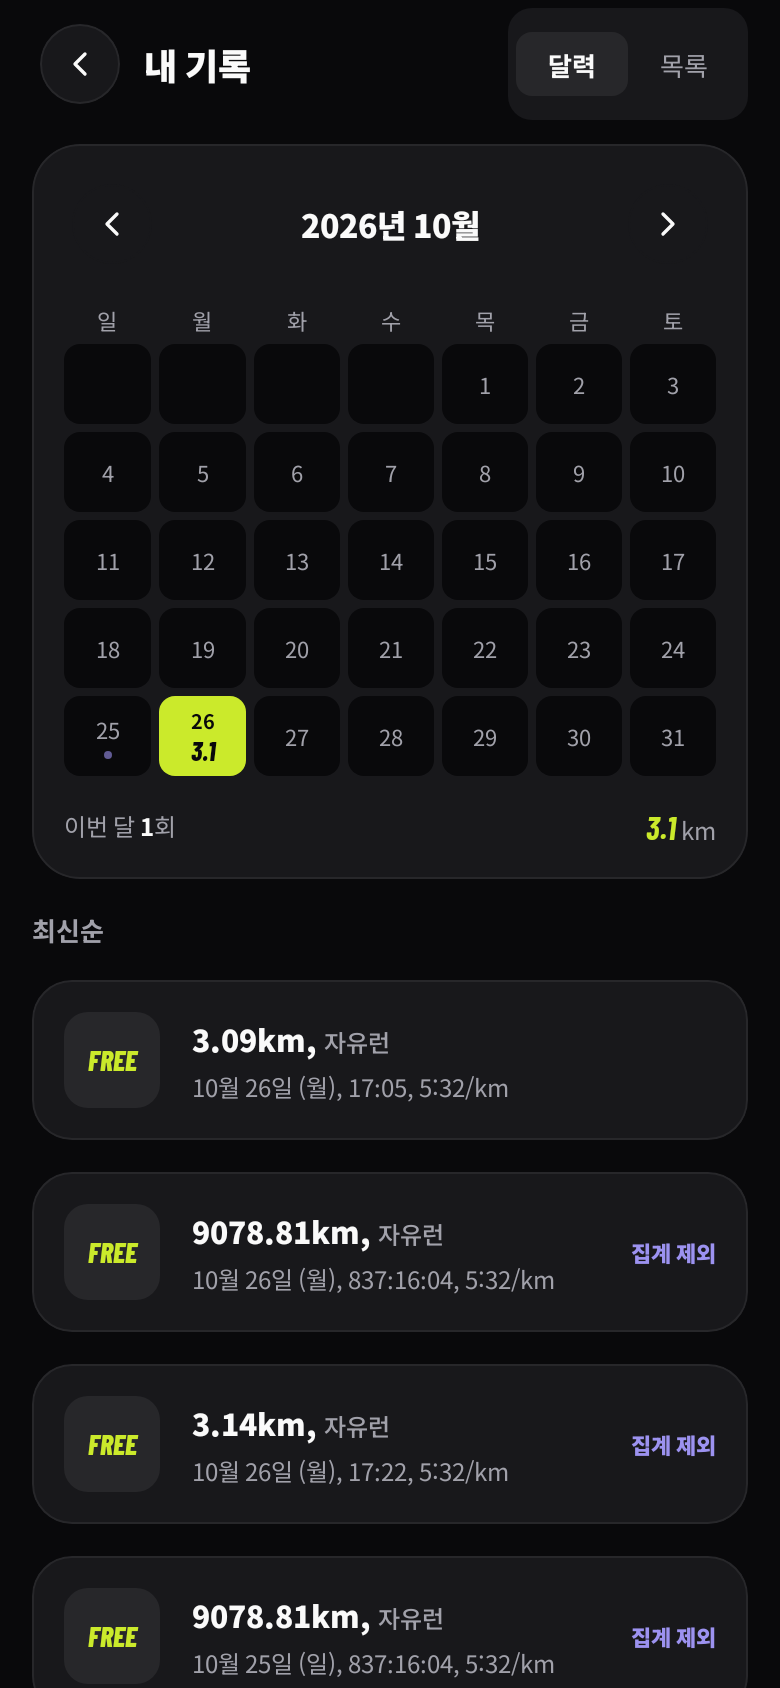 내 기록
달력 목록
2026년 10월
일 월 화 수 목 금 토
1 2 3
4 5 6 7 8 9 10
11 12 13 14 15 16 17
18 19 20 21 22 23 24
25 26 27 28 29 30 31
3.1
이번 달 1회 3.1 km
최신순
FREE 3.09km, 자유런
10월 26일 (월), 17:05, 5:32/km
FREE 9078.81km, 자유런
10월 26일 (월), 837:16:04, 5:32/km
집계 제외
FREE 3.14km, 자유런
10월 26일 (월), 17:22, 5:32/km
집계 제외
FREE 9078.81km, 자유런
10월 25일 (일), 837:16:04, 5:32/km
집계 제외